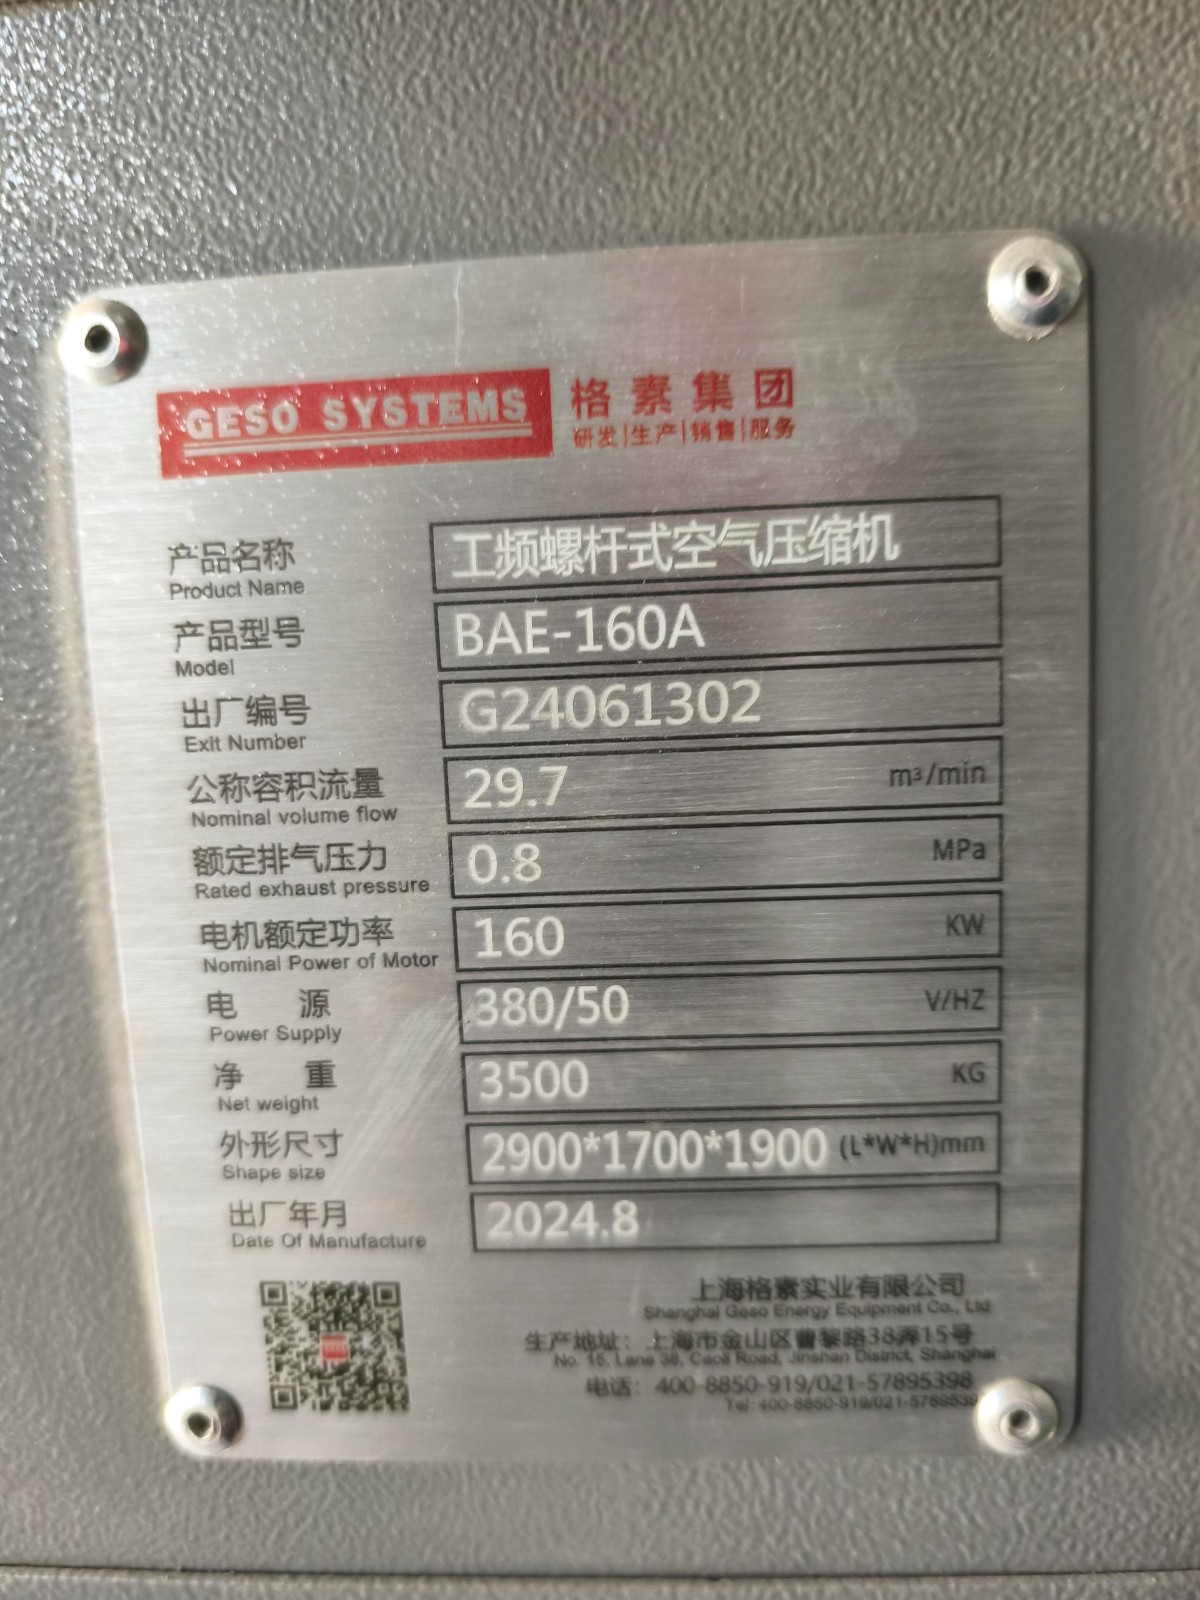 GESO SYSTEMS 格素集团
研发|生产|销售|服务
产品名称 工频螺杆式空气压缩机
Product Name
产品型号 BAE-160A
Model
出厂编号 G24061302
Exit Number
公称容积流量 29.7 m³/min
Nominal volume flow
额定排气压力 0.8 MPa
Rated exhaust pressure
电机额定功率 160 KW
Nominal Power of Motor
电 源 380/50 V/HZ
Power Supply
净 重 3500 KG
Net weight
外形尺寸 2900*1700*1900 (L*W*H)mm
Shape size
出厂年月 2024.8
Date Of Manufacture
上海格素实业有限公司
Shanghai Geso Energy Equipment Co., Ltd
生产地址：上海市金山区曹黎路38弄15号
No. 15, Lane 38, Caoli Road, Jinshan District, Shanghai
电话：400-8850-919/021-57895398
Tel: 400-8850-919/021-5789539